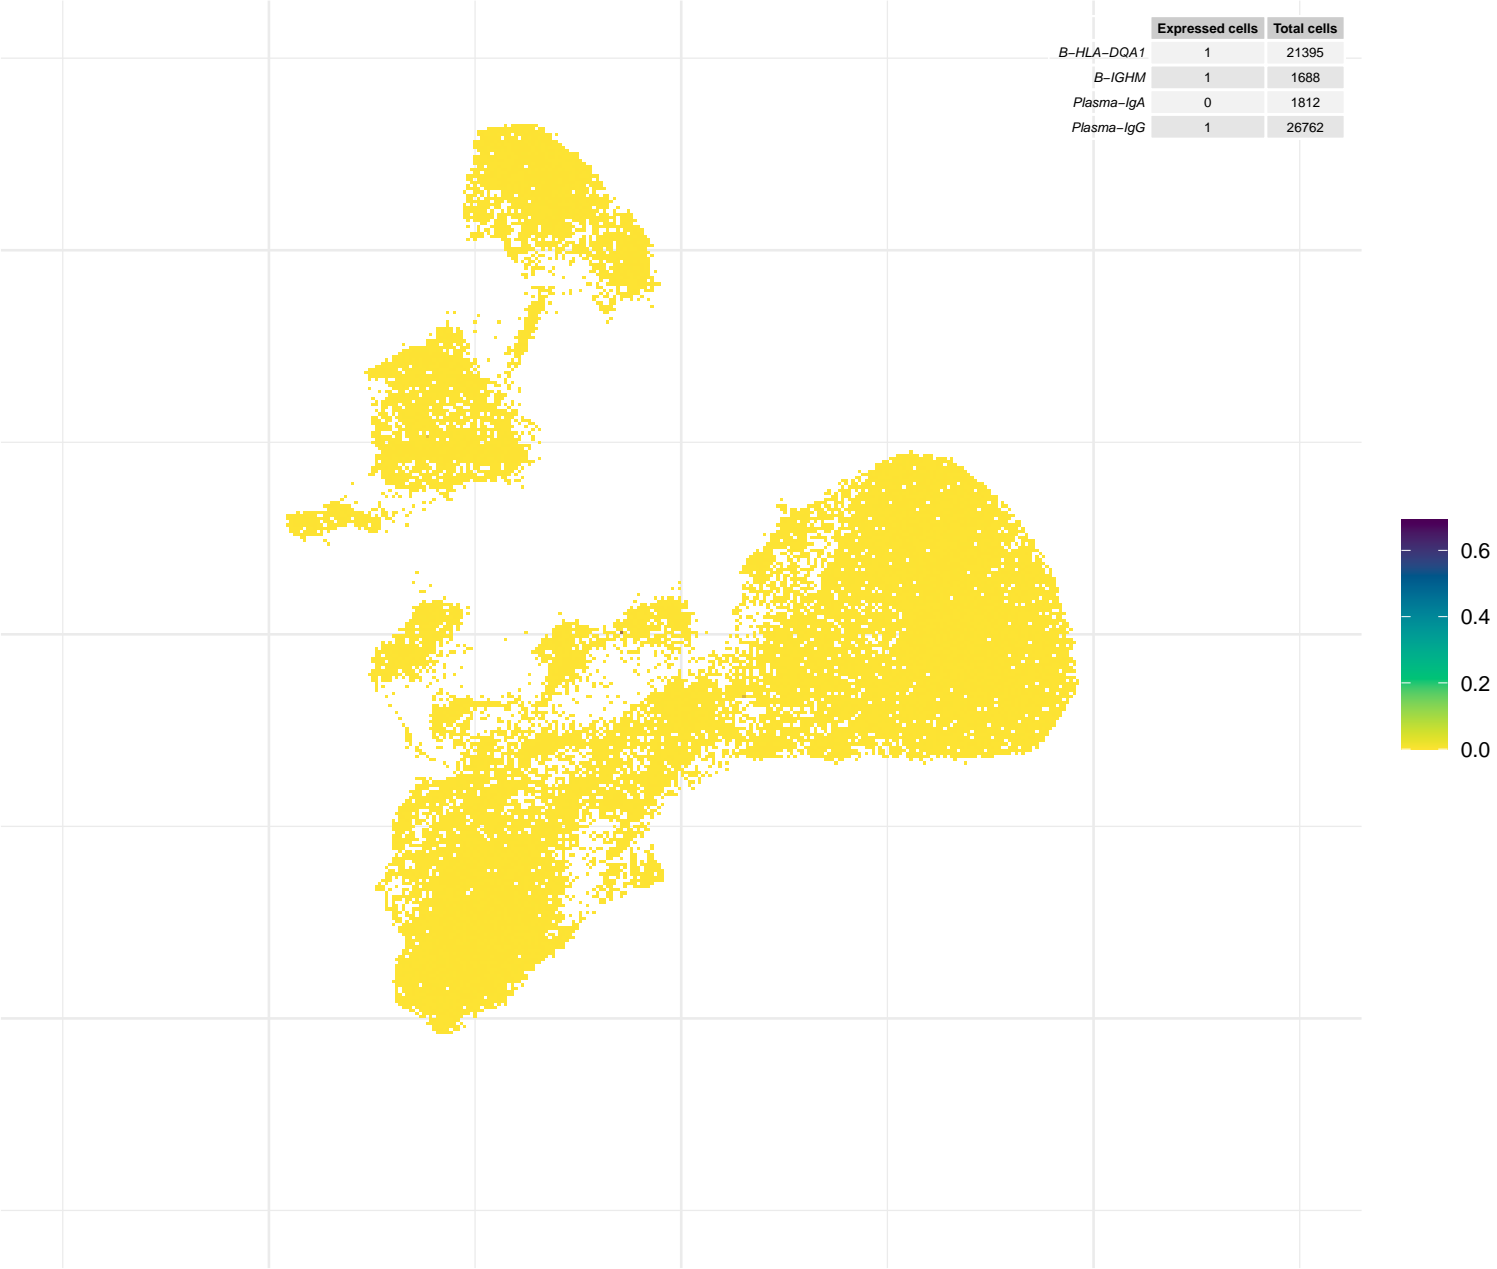 Expressed cells Total cells
B−HLA−DQA1 1 21395
B−IGHM 1 1688
Plasma−IgA 0 1812
Plasma−IgG 1 26762
0.6
0.4
0.2
0.0